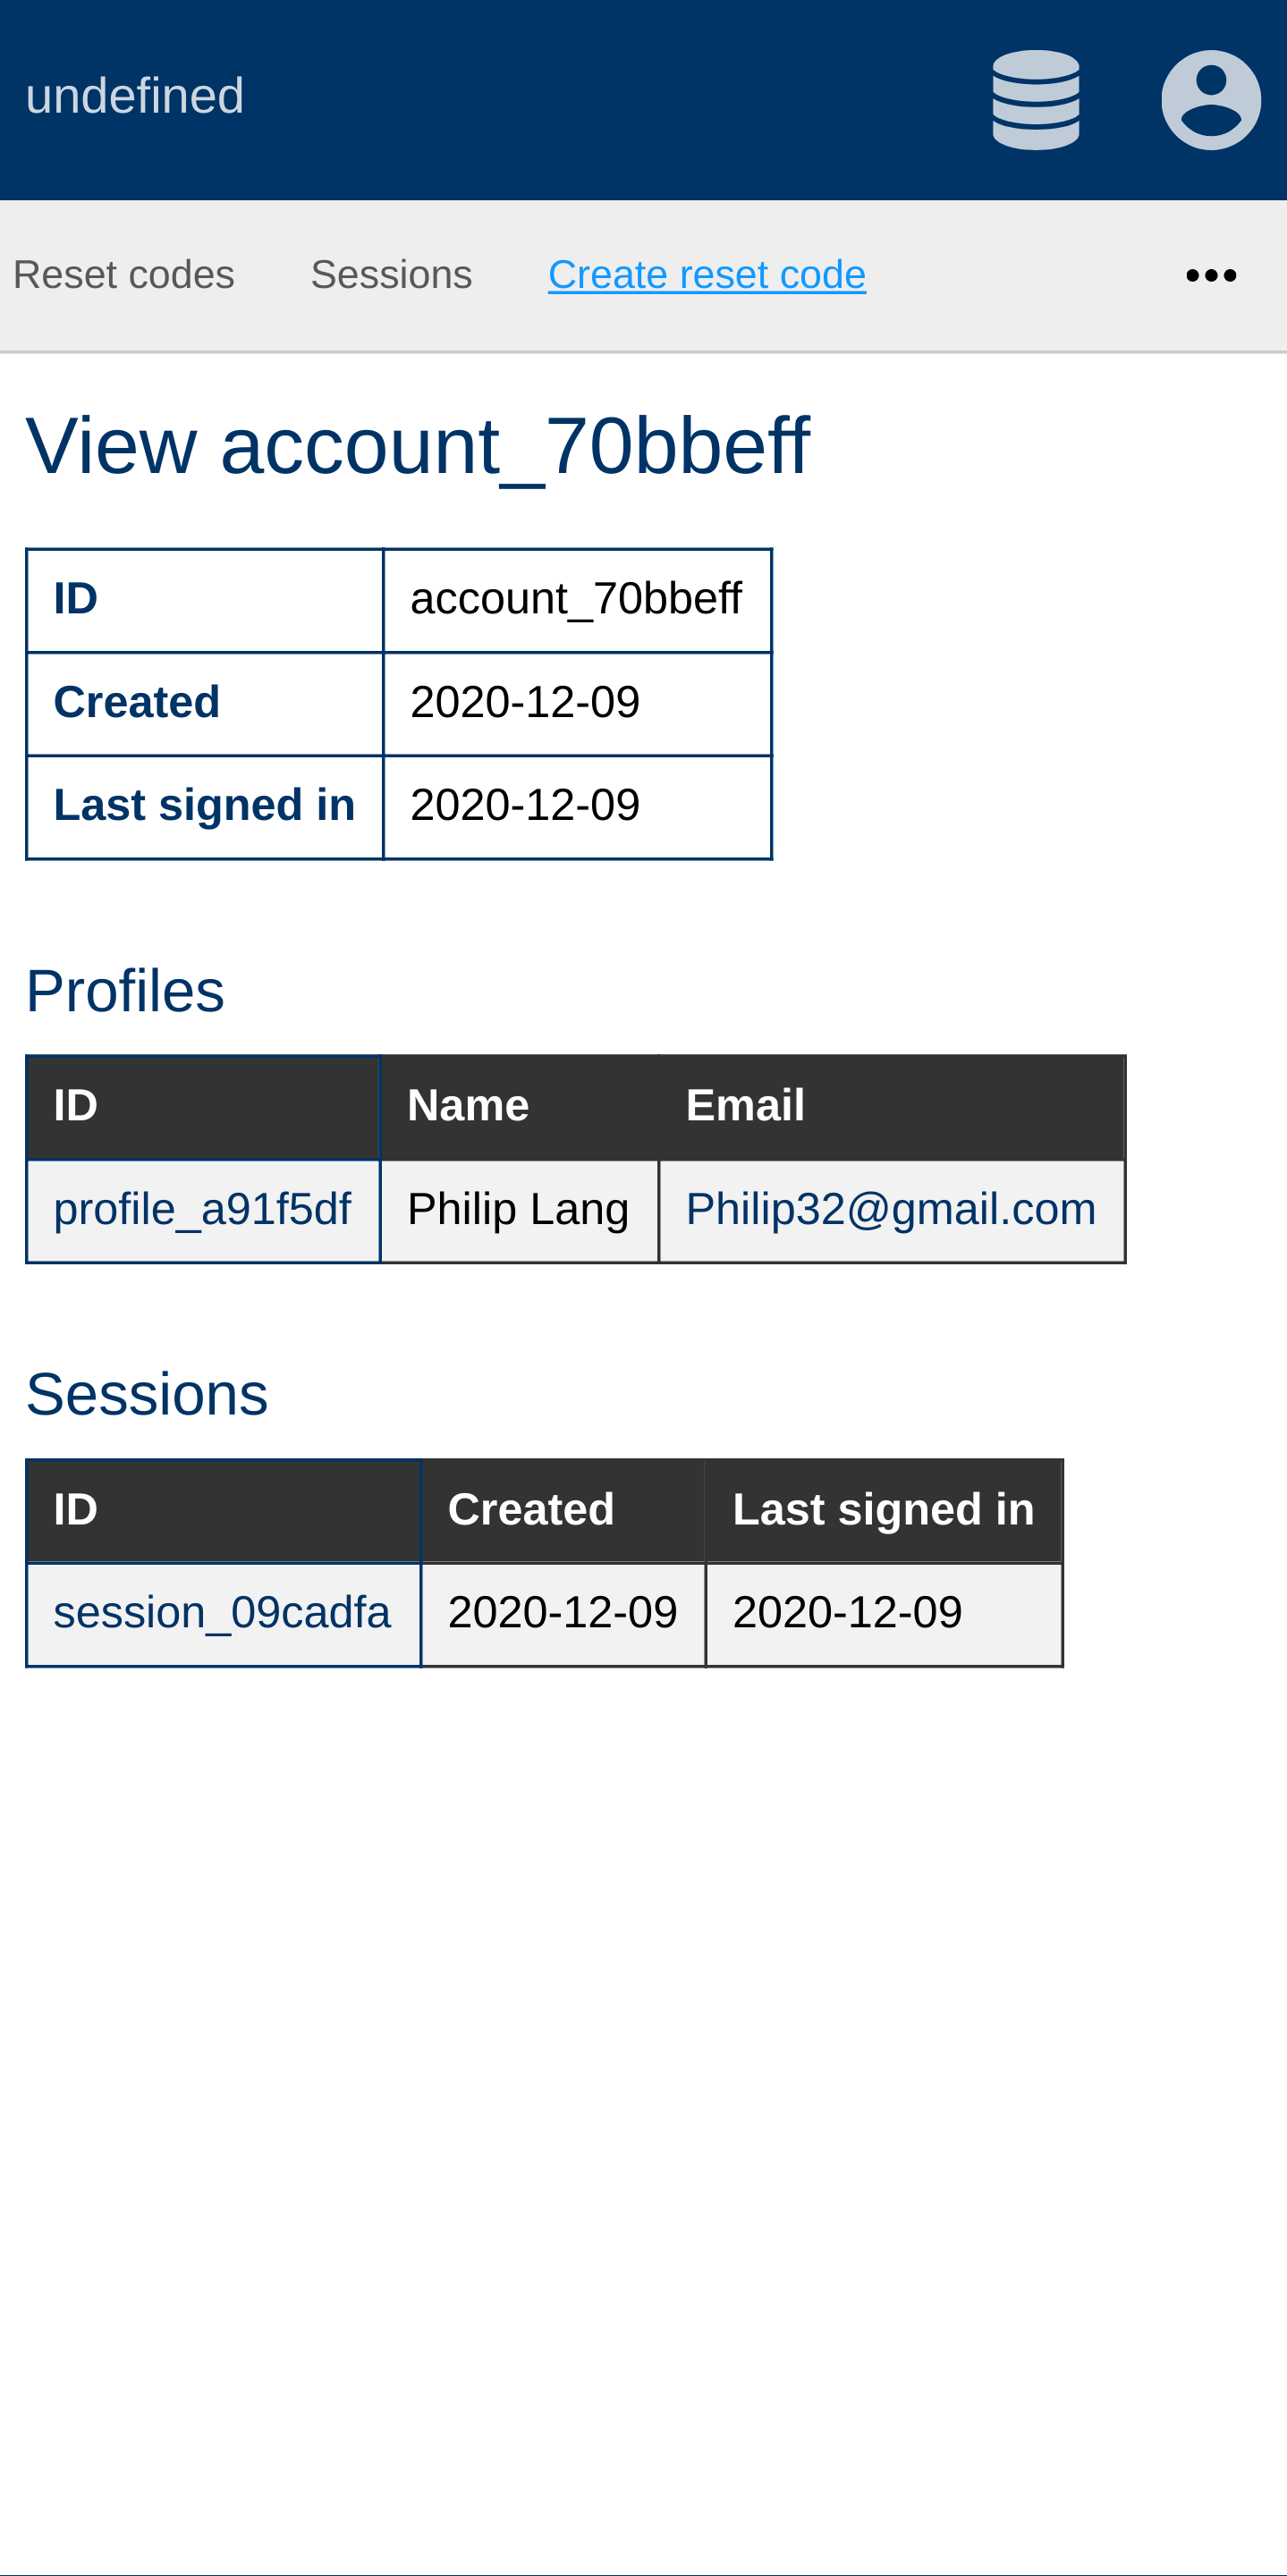 undefined
Reset codes Sessions Create reset code •••
View account_70bbeff
ID account_70bbeff
Created 2020-12-09
Last signed in 2020-12-09
Profiles
ID Name Email
profile_a91f5df Philip Lang Philip32@gmail.com
Sessions
ID Created Last signed in
session_09cadfa 2020-12-09 2020-12-09